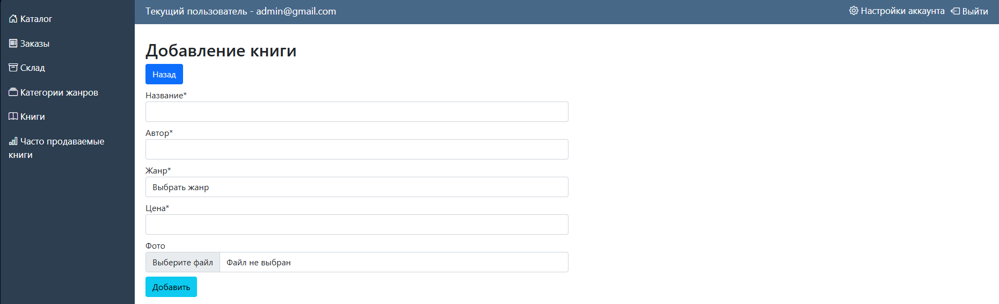 Каталог
Заказы
Склад
Категории жанров
Книги
Часто продаваемые
книги
Текущий пользователь - admin@gmail.com
Настройки аккаунта
Выйти
Добавление книги
Назад
Название*
Автор*
Жанр*
Выбрать жанр
Цена*
Фото
Выберите файл Файл не выбран
Добавить